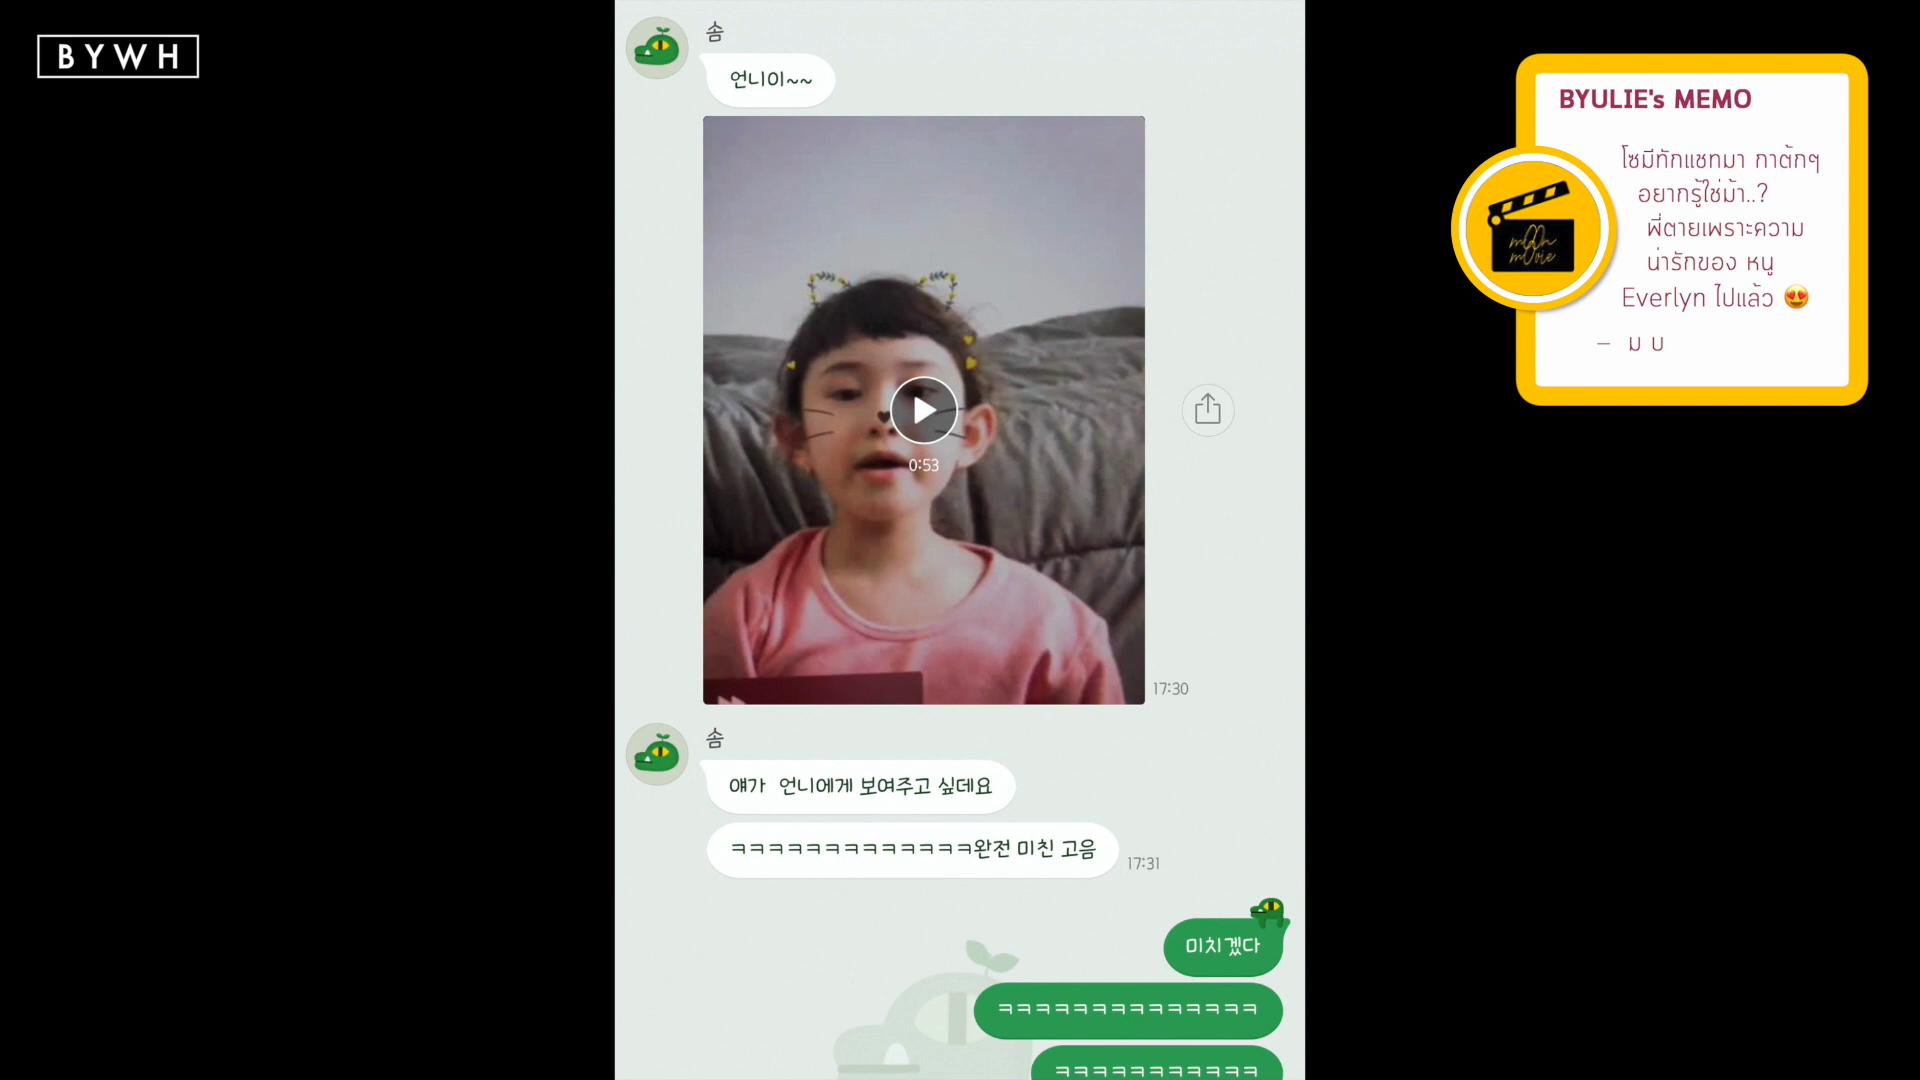 BYWH
솜
언니이~~
0:53
17:30
솜
얘가 언니에게 보여주고 싶데요
ㅋㅋㅋㅋㅋㅋㅋㅋㅋㅋㅋㅋㅋ완전 미친 고음
17:31
미치겠다
ㅋㅋㅋㅋㅋㅋㅋㅋㅋㅋㅋㅋㅋㅋ
ㅋㅋㅋㅋㅋㅋㅋㅋㅋㅋㅋ
BYULIE's MEMO
โซมีทักแชทมา กาต้กๆ
อยากรู้ใช่ม้า..?
พี่ตายเพราะความ
น่ารักของ หนู
Everlyn ไปแล้ว 😍
– ม บ
moon
movie